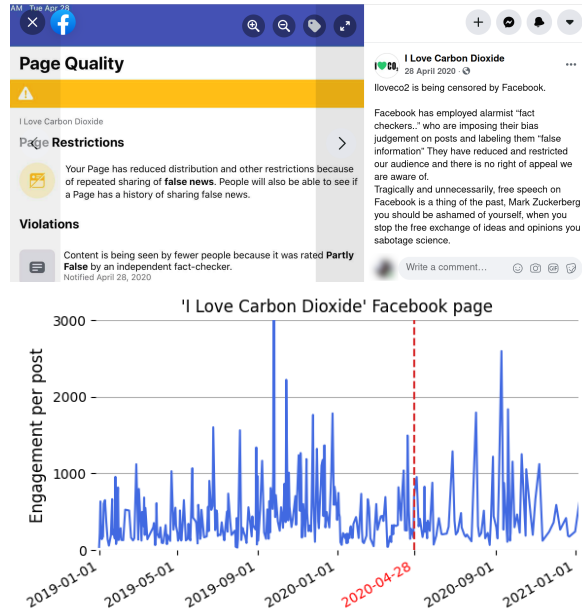 AM. Tue Apr 28
Page Quality
I Love Carbon Dioxide
Page Restrictions
Your Page has reduced distribution and other restrictions because
of repeated sharing of false news. People will also be able to see if
a Page has a history of sharing false news.
Violations
Content is being seen by fewer people because it was rated Partly
False by an independent fact-checker.
Notified April 28, 2020
I ♥ CO₂
I Love Carbon Dioxide
28 April 2020 ·
Iloveco2 is being censored by Facebook.
Facebook has employed alarmist “fact
checkers..” who are imposing their bias
judgement on posts and labeling them “false
information” They have reduced and restricted
our audience and there is no right of appeal we
are aware of.
Tragically and unnecessarily, free speech on
Facebook is a thing of the past, Mark Zuckerberg
you should be ashamed of yourself, when you
stop the free exchange of ideas and opinions you
sabotage science.
Write a comment...
GIF
'I Love Carbon Dioxide' Facebook page
Engagement per post
3000
2000
1000
0
2019-01-01
2019-05-01
2019-09-01
2020-01-01
2020-04-28
2020-09-01
2021-01-01